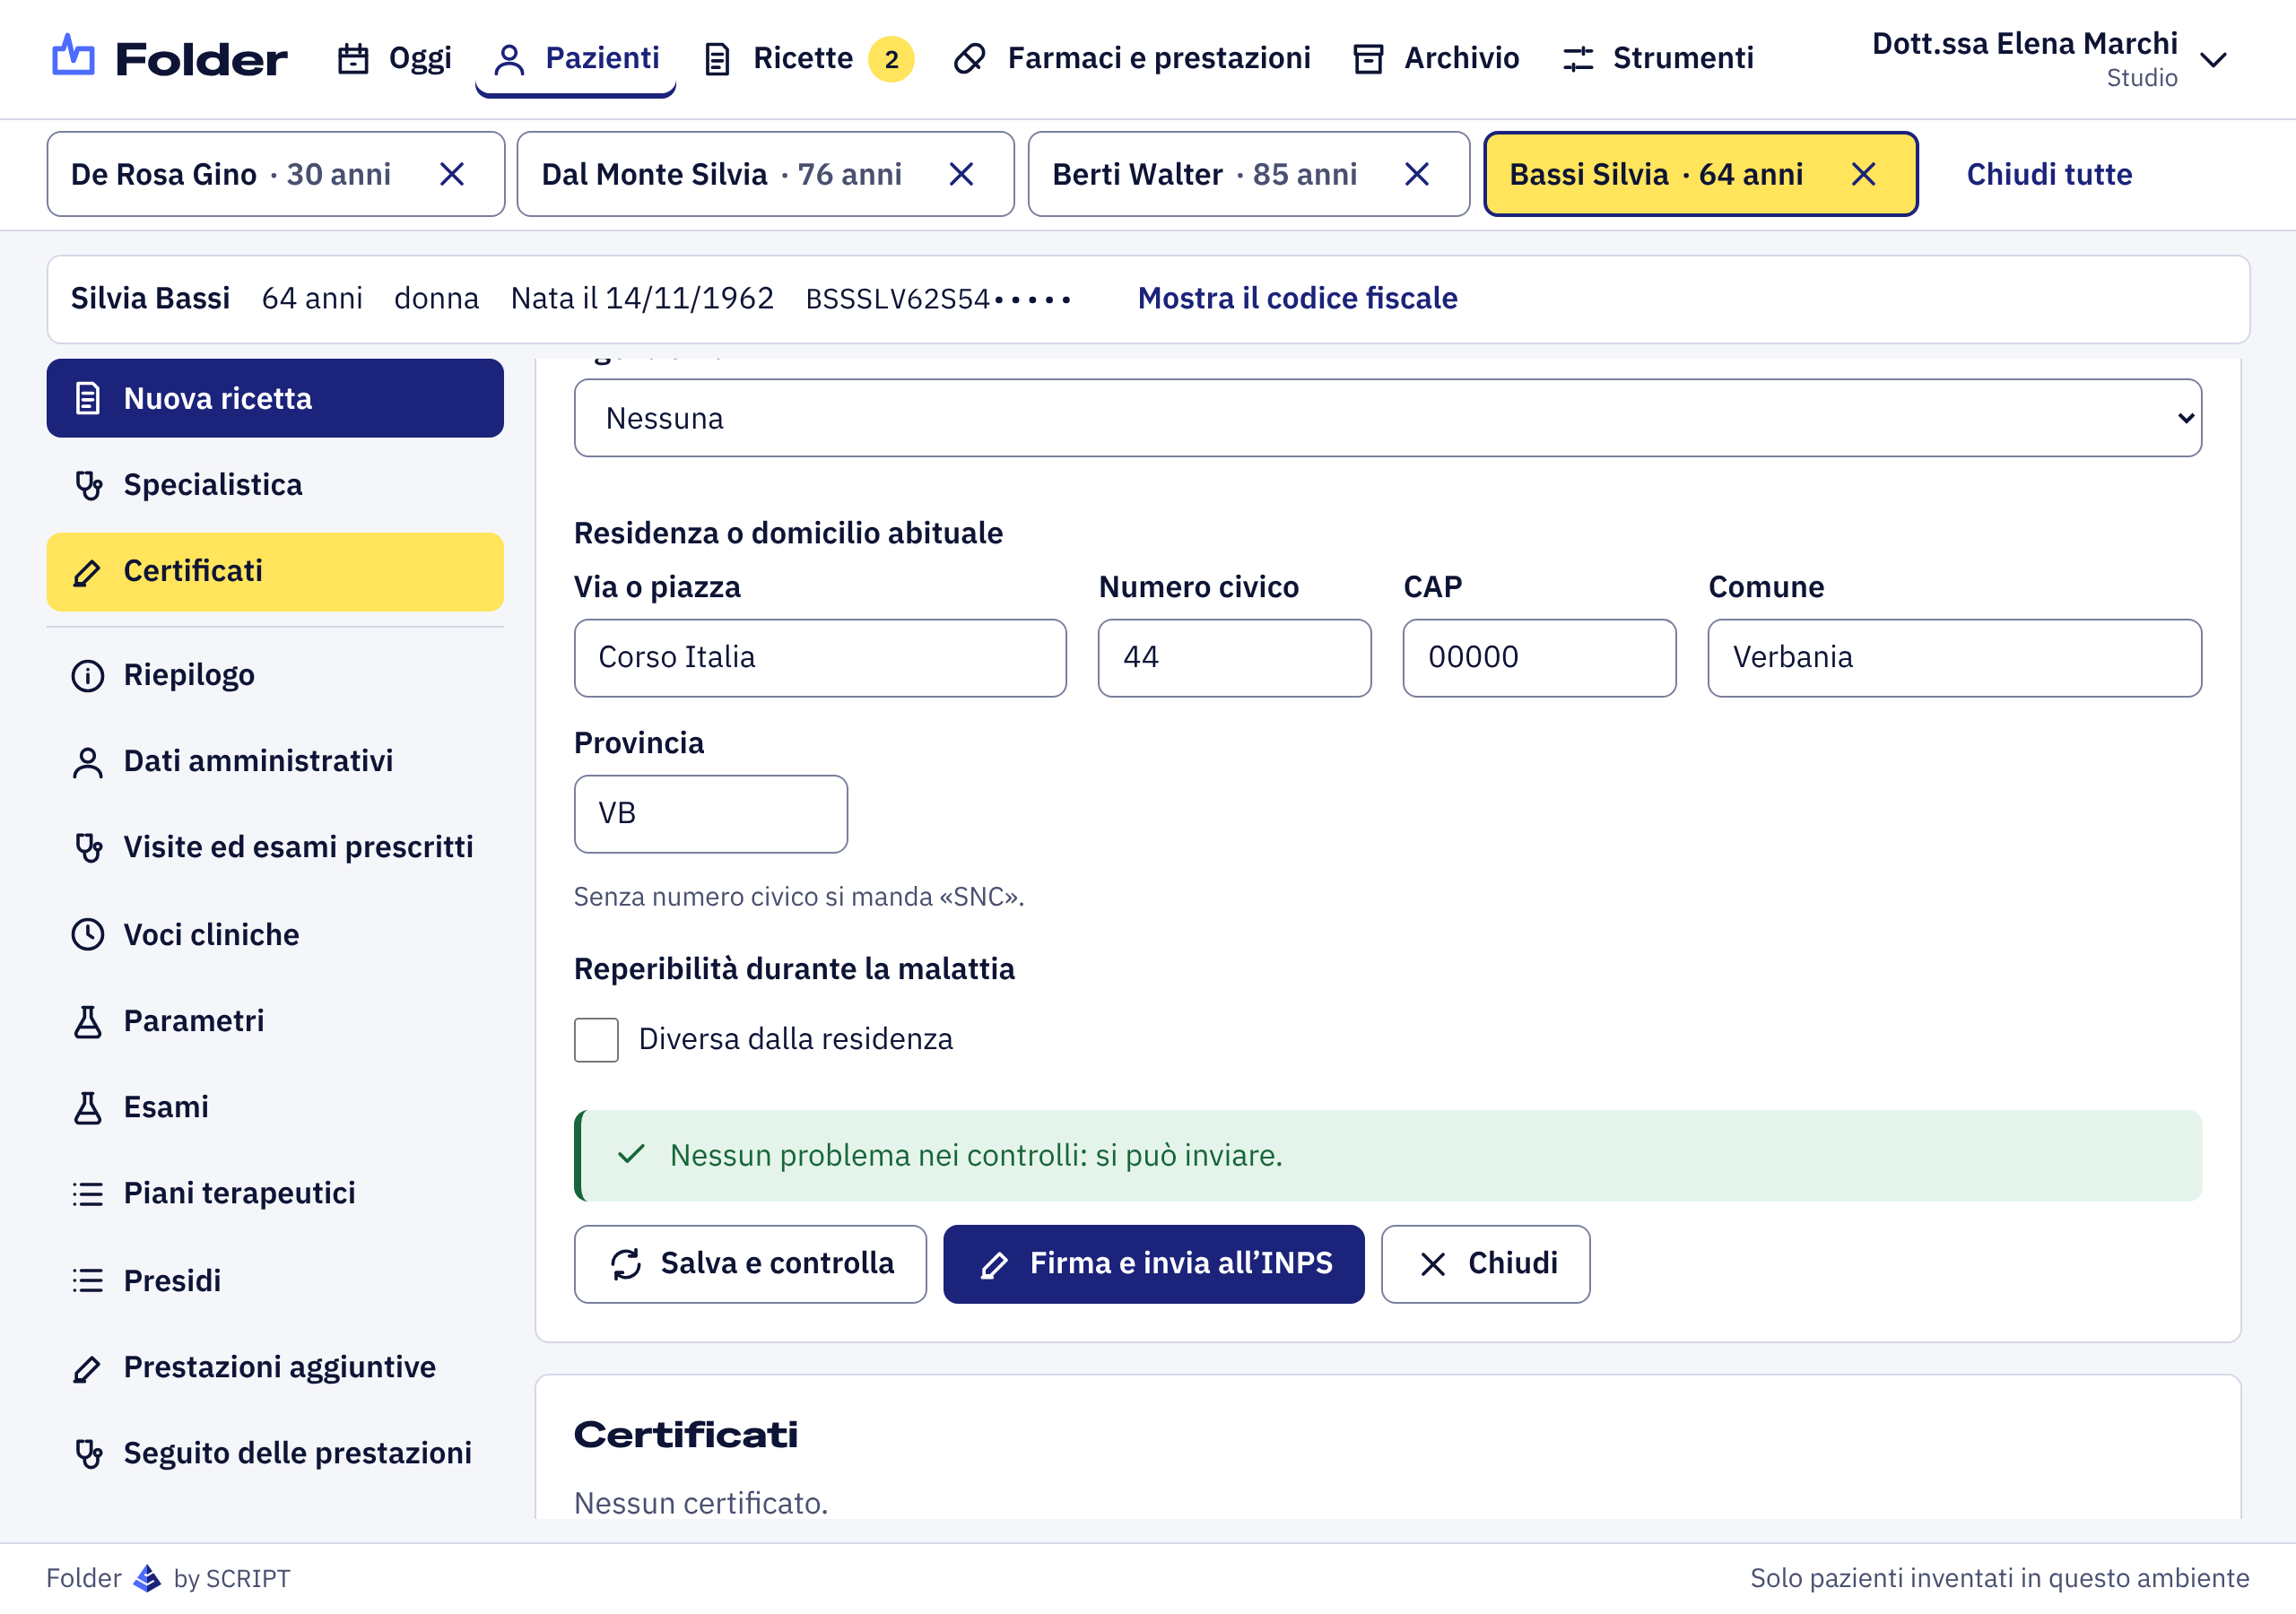 Folder
Oggi
Pazienti
Ricette 2
Farmaci e prestazioni
Archivio
Strumenti
Dott.ssa Elena Marchi
Studio
De Rosa Gino · 30 anni
Dal Monte Silvia · 76 anni
Berti Walter · 85 anni
Bassi Silvia · 64 anni
Chiudi tutte
Silvia Bassi 64 anni donna Nata il 14/11/1962 BSSSLV62S54••••• Mostra il codice fiscale
Nuova ricetta
Specialistica
Certificati
Riepilogo
Dati amministrativi
Visite ed esami prescritti
Voci cliniche
Parametri
Esami
Piani terapeutici
Presidi
Prestazioni aggiuntive
Seguito delle prestazioni
Nessuna
Residenza o domicilio abituale
Via o piazza Numero civico CAP Comune
Corso Italia 44 00000 Verbania
Provincia
VB
Senza numero civico si manda «SNC».
Reperibilità durante la malattia
Diversa dalla residenza
Nessun problema nei controlli: si può inviare.
Salva e controlla
Firma e invia all’INPS
Chiudi
Certificati
Nessun certificato.
Folder by SCRIPT
Solo pazienti inventati in questo ambiente